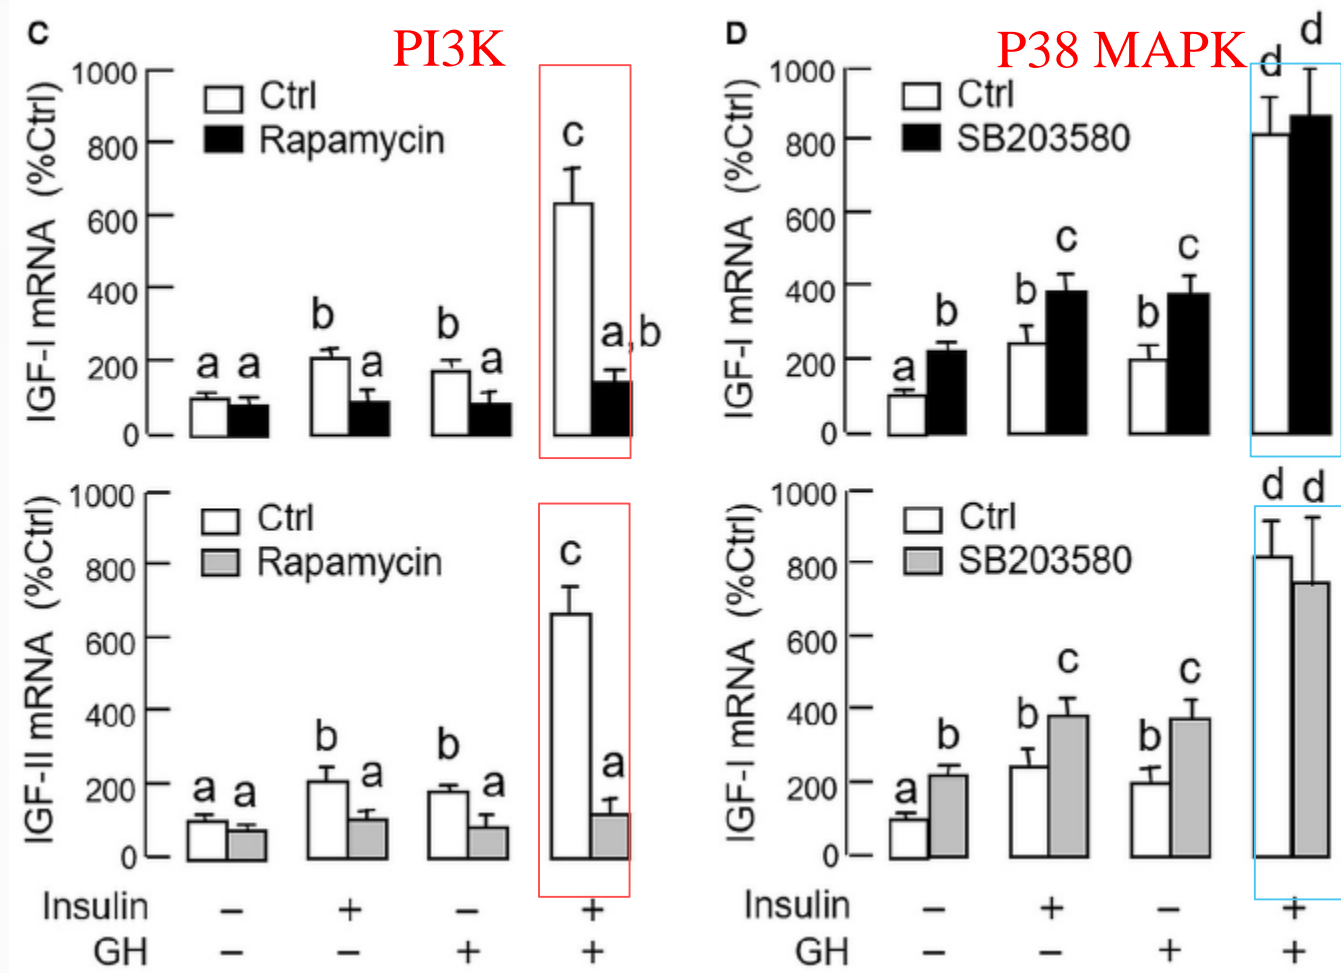 C
PI3K
IGF-I mRNA (%Ctrl)
1000
800
600
400
200
0
Ctrl
Rapamycin
a a b a b a c a,b
IGF-II mRNA (%Ctrl)
1000
800
600
400
200
0
Ctrl
Rapamycin
a a b a b a c a
Insulin − + − +
GH − − + +
D
P38 MAPK
IGF-I mRNA (%Ctrl)
1000
800
600
400
200
0
Ctrl
SB203580
a b b c b c d d
IGF-I mRNA (%Ctrl)
1000
800
600
400
200
0
Ctrl
SB203580
a b b c b c d d
Insulin − + − +
GH − − + +